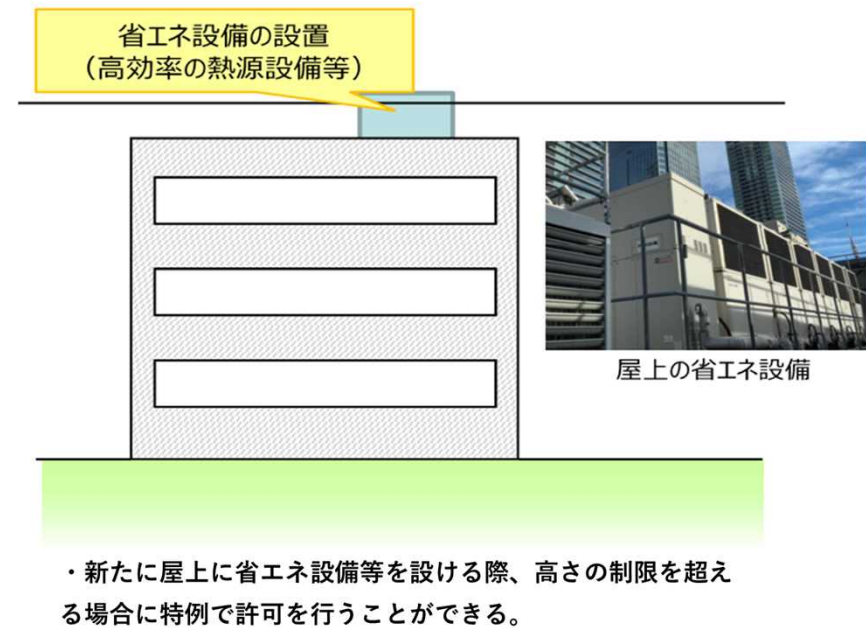 省エネ設備の設置
（高効率の熱源設備等）
屋上の省エネ設備
・新たに屋上に省エネ設備等を設ける際、高さの制限を超え
る場合に特例で許可を行うことができる。